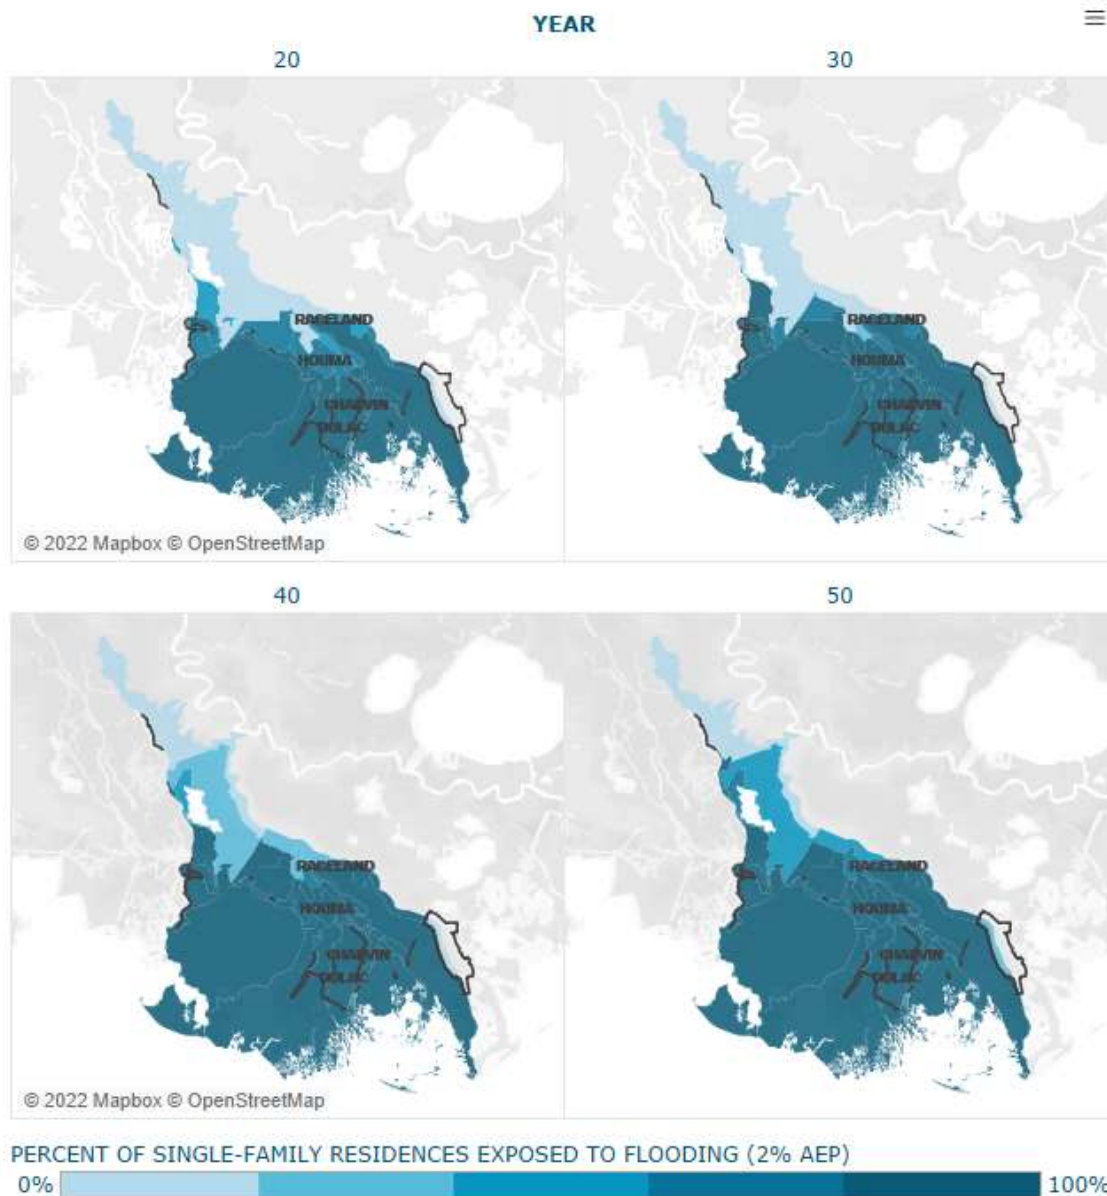 YEAR
20
30
RACELAND
RACELAND
HOUMA
HOUMA
CHAUVIN
CHAUVIN
DULAC
DULAC
© 2022 Mapbox © OpenStreetMap
40
50
RACELAND
RACELAND
HOUMA
HOUMA
CHAUVIN
CHAUVIN
DULAC
DULAC
© 2022 Mapbox © OpenStreetMap
PERCENT OF SINGLE-FAMILY RESIDENCES EXPOSED TO FLOODING (2% AEP)
0%
100%